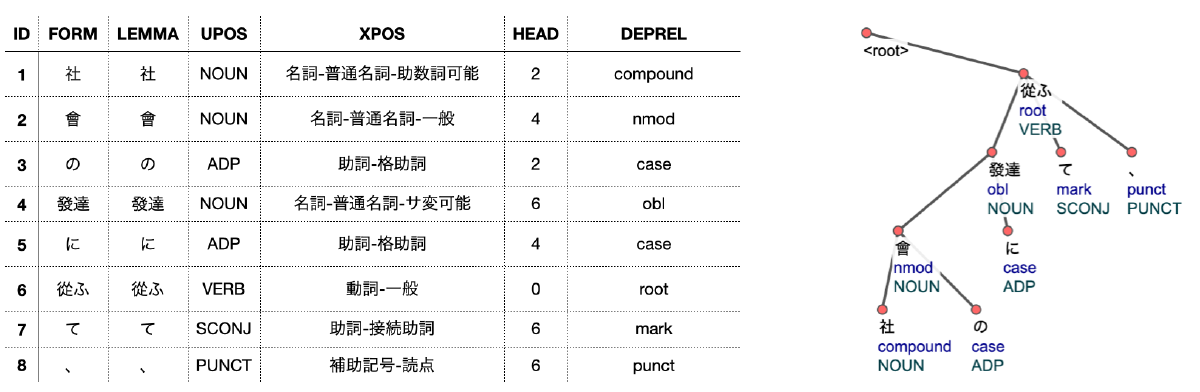 ID FORM LEMMA UPOS XPOS HEAD DEPREL
1 社 社 NOUN 名詞-普通名詞-助数詞可能 2 compound
2 會 會 NOUN 名詞-普通名詞-一般 4 nmod
3 の の ADP 助詞-格助詞 2 case
4 發達 發達 NOUN 名詞-普通名詞-サ変可能 6 obl
5 に に ADP 助詞-格助詞 4 case
6 從ふ 從ふ VERB 動詞-一般 0 root
7 て て SCONJ 助詞-接続助詞 6 mark
8 、 、 PUNCT 補助記号-読点 6 punct
<root>
從ふ
root
VERB
發達 て 、
obl mark punct
NOUN SCONJ PUNCT
會 に
nmod case
NOUN ADP
社 の
compound case
NOUN ADP